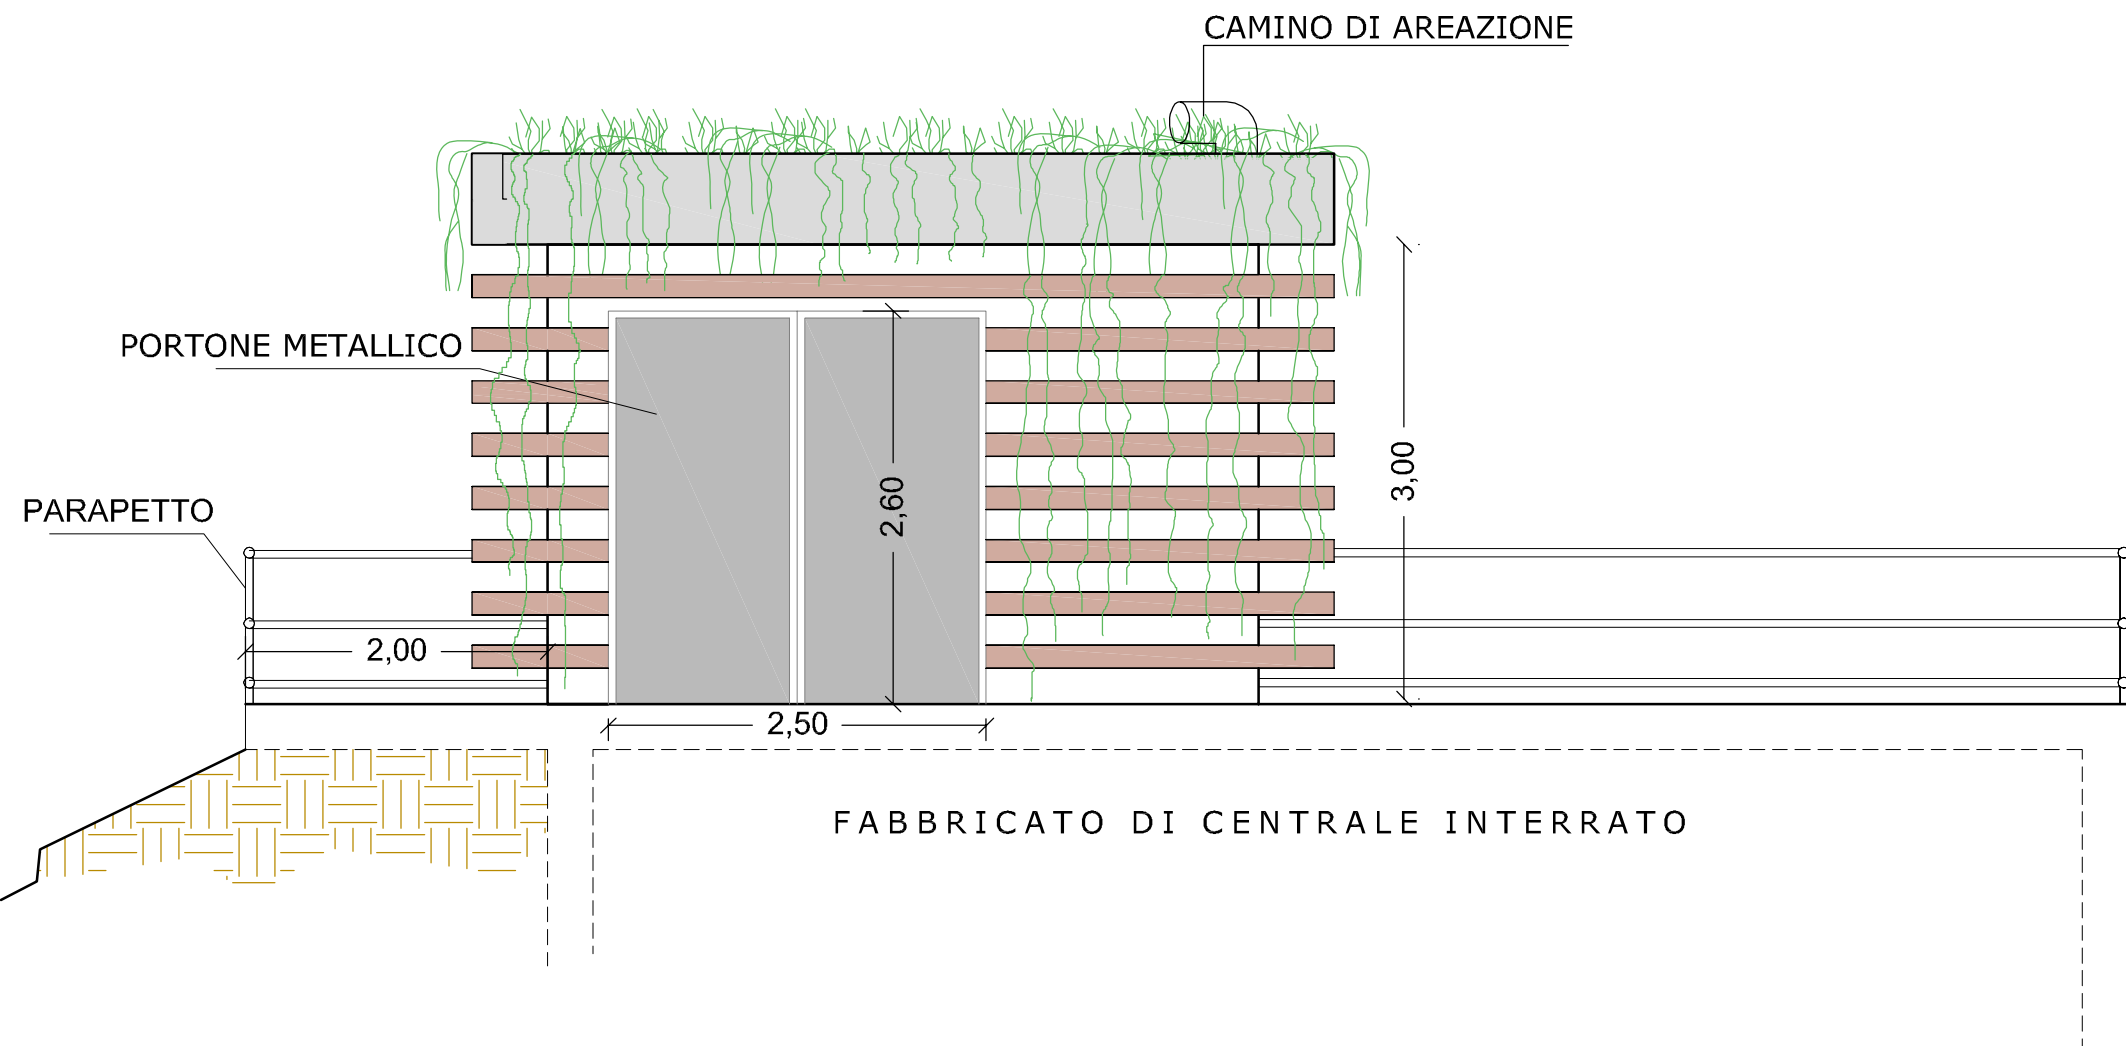 CAMINO DI AREAZIONE
PORTONE METALLICO
PARAPETTO
2,60
3,00
2,00
2,50
FABBRICATO DI CENTRALE INTERRATO